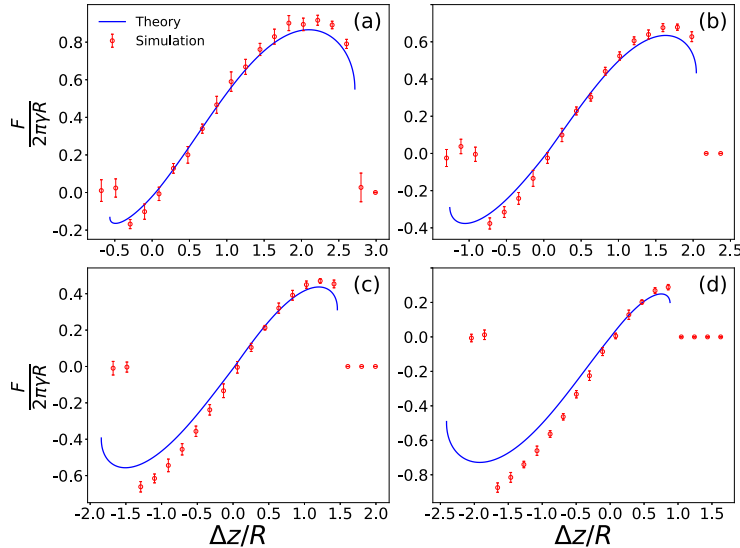 Theory
Simulation
(a)
0.8
0.6
0.4
0.2
0.0
-0.2
-0.5 0.0 0.5 1.0 1.5 2.0 2.5 3.0
F
2πγR
(b)
0.8
0.6
0.4
0.2
0.0
-0.2
-0.4
-1.0 -0.5 0.0 0.5 1.0 1.5 2.0 2.5
(c)
0.4
0.2
0.0
-0.2
-0.4
-0.6
-2.0 -1.5 -1.0 -0.5 0.0 0.5 1.0 1.5 2.0
F
2πγR
Δz/R
(d)
0.2
0.0
-0.2
-0.4
-0.6
-0.8
-2.5 -2.0 -1.5 -1.0 -0.5 0.0 0.5 1.0 1.5
Δz/R